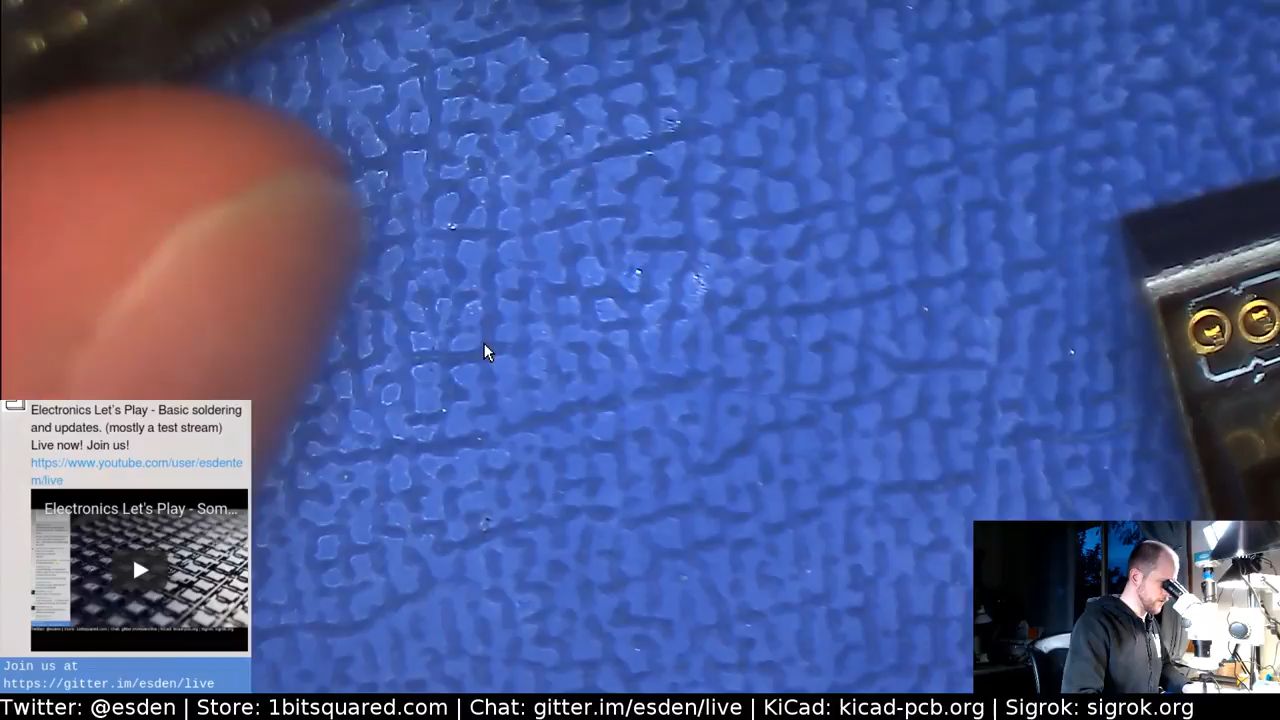 Electronics Let's Play - Basic soldering
and updates. (mostly a test stream)
Live now! Join us!
https://www.youtube.com/user/esdente
m/live
Electronics Let's Play - Som...
Join us at
https://gitter.im/esden/live
Twitter: @esden | Store: 1bitsquared.com | Chat: gitter.im/esden/live | KiCad: kicad-pcb.org | Sigrok: sigrok.org